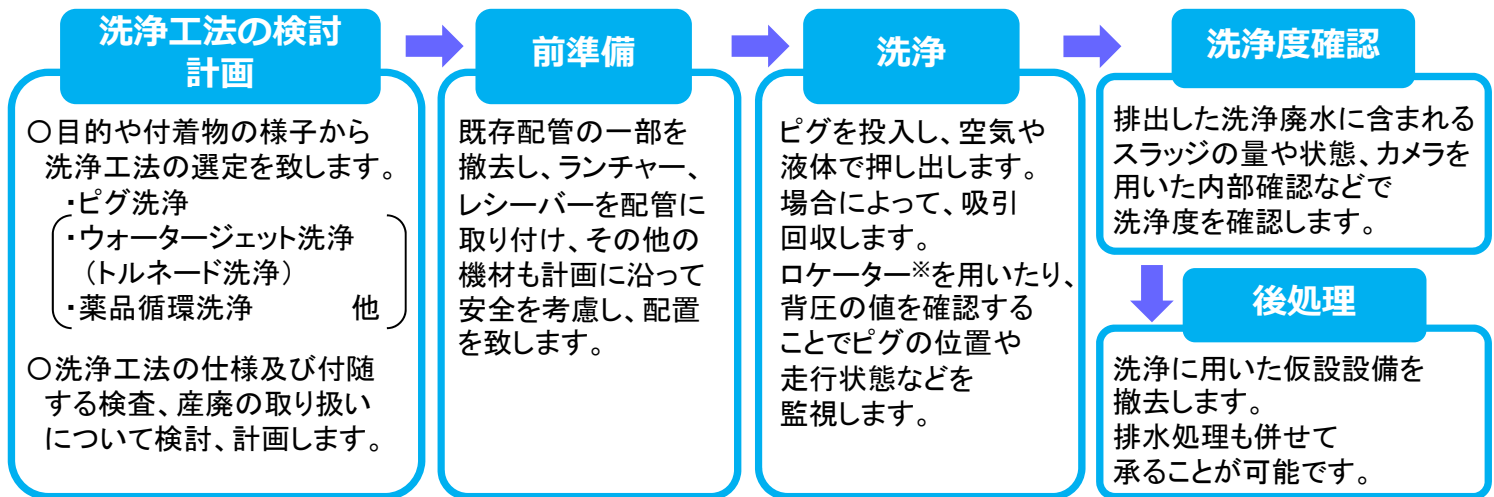 洗浄工法の検討
計画
〇目的や付着物の様子から
洗浄工法の選定を致します。
・ピグ洗浄
・ウォータージェット洗浄
（トルネード洗浄）
・薬品循環洗浄　　　他
〇洗浄工法の仕様及び付随
する検査、産廃の取り扱い
について検討、計画します。
前準備
既存配管の一部を
撤去し、ランチャー、
レシーバーを配管に
取り付け、その他の
機材も計画に沿って
安全を考慮し、配置
を致します。
洗浄
ピグを投入し、空気や
液体で押し出します。
場合によって、吸引
回収します。
ロケーター※を用いたり、
背圧の値を確認する
ことでピグの位置や
走行状態などを
監視します。
洗浄度確認
排出した洗浄廃水に含まれる
スラッジの量や状態、カメラを
用いた内部確認などで
洗浄度を確認します。
後処理
洗浄に用いた仮設設備を
撤去します。
排水処理も併せて
承ることが可能です。